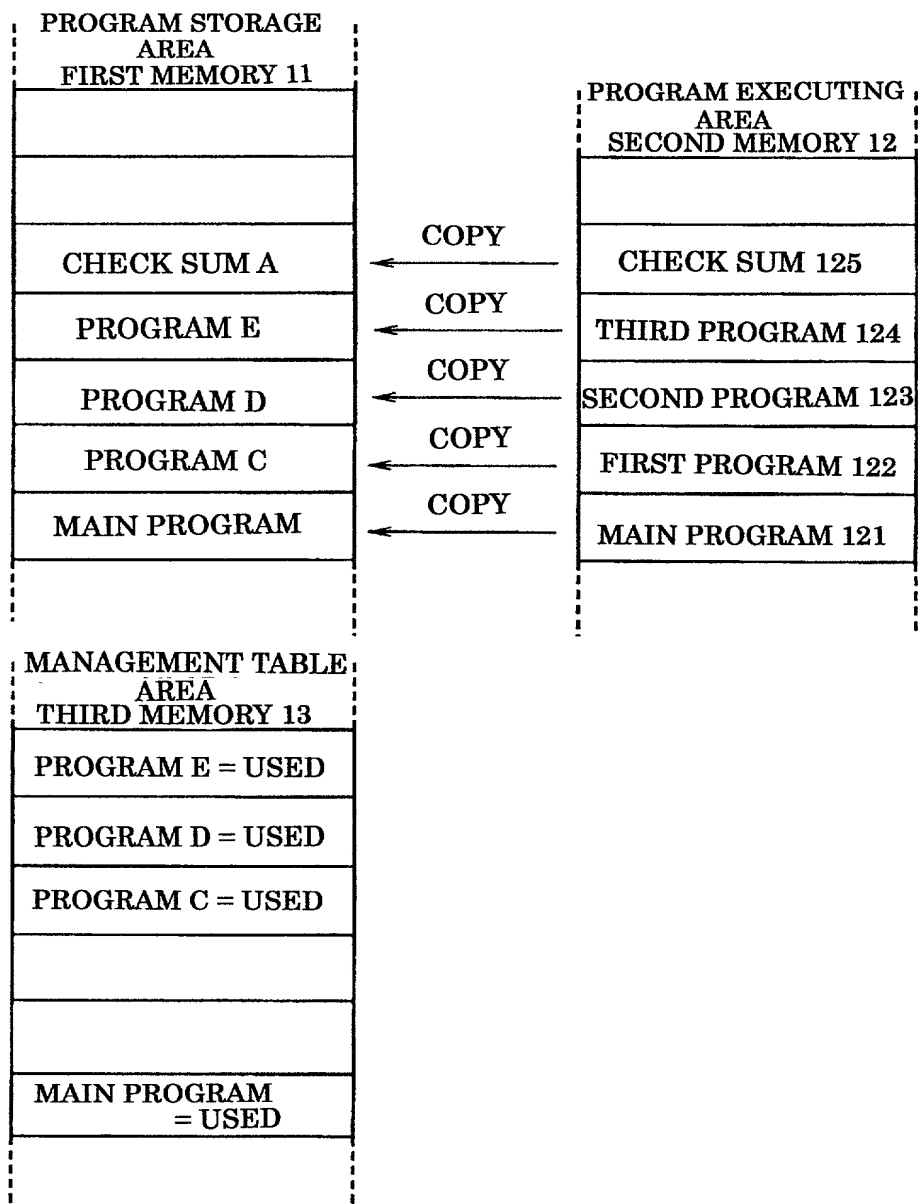 PROGRAM STORAGE
AREA
FIRST MEMORY 11
CHECK SUM A
PROGRAM E
PROGRAM D
PROGRAM C
MAIN PROGRAM
COPY
COPY
COPY
COPY
COPY
PROGRAM EXECUTING
AREA
SECOND MEMORY 12
CHECK SUM 125
THIRD PROGRAM 124
SECOND PROGRAM 123
FIRST PROGRAM 122
MAIN PROGRAM 121
MANAGEMENT TABLE
AREA
THIRD MEMORY 13
PROGRAM E = USED
PROGRAM D = USED
PROGRAM C = USED
MAIN PROGRAM
= USED